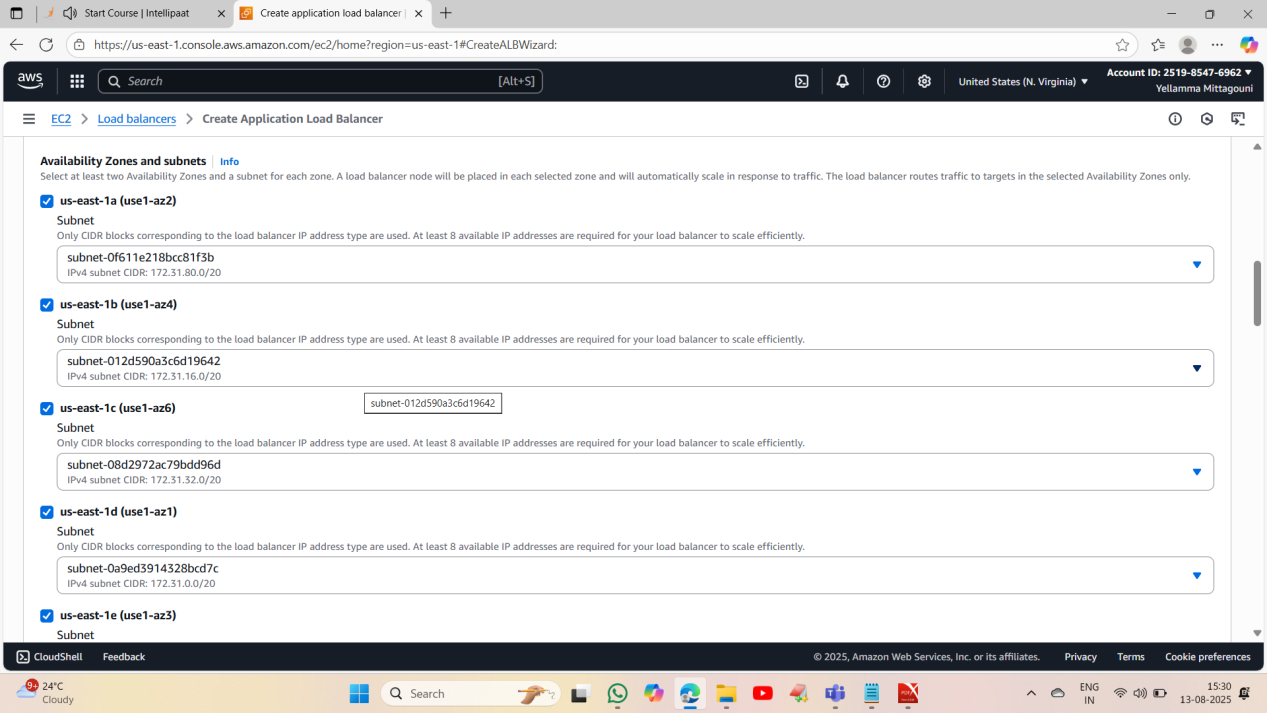 Start Course | Intellipaat
Create application load balancer |
https://us-east-1.console.aws.amazon.com/ec2/home?region=us-east-1#CreateALBWizard:
aws
Search [Alt+S]
United States (N. Virginia)
Account ID: 2519-8547-6962
Yellamma Mittagouni
EC2 > Load balancers > Create Application Load Balancer
Availability Zones and subnets | Info
Select at least two Availability Zones and a subnet for each zone. A load balancer node will be placed in each selected zone and will automatically scale in response to traffic. The load balancer routes traffic to targets in the selected Availability Zones only.
us-east-1a (use1-az2)
Subnet
Only CIDR blocks corresponding to the load balancer IP address type are used. At least 8 available IP addresses are required for your load balancer to scale efficiently.
subnet-0f611e218bcc81f3b
IPv4 subnet CIDR: 172.31.80.0/20
us-east-1b (use1-az4)
Subnet
Only CIDR blocks corresponding to the load balancer IP address type are used. At least 8 available IP addresses are required for your load balancer to scale efficiently.
subnet-012d590a3c6d19642
IPv4 subnet CIDR: 172.31.16.0/20
subnet-012d590a3c6d19642
us-east-1c (use1-az6)
Subnet
Only CIDR blocks corresponding to the load balancer IP address type are used. At least 8 available IP addresses are required for your load balancer to scale efficiently.
subnet-08d2972ac79bdd96d
IPv4 subnet CIDR: 172.31.32.0/20
us-east-1d (use1-az1)
Subnet
Only CIDR blocks corresponding to the load balancer IP address type are used. At least 8 available IP addresses are required for your load balancer to scale efficiently.
subnet-0a9ed3914328bcd7c
IPv4 subnet CIDR: 172.31.0.0/20
us-east-1e (use1-az3)
Subnet
CloudShell Feedback © 2025, Amazon Web Services, Inc. or its affiliates. Privacy Terms Cookie preferences
9+
24°C
Cloudy
Search
ENG
IN
15:30
13-08-2025